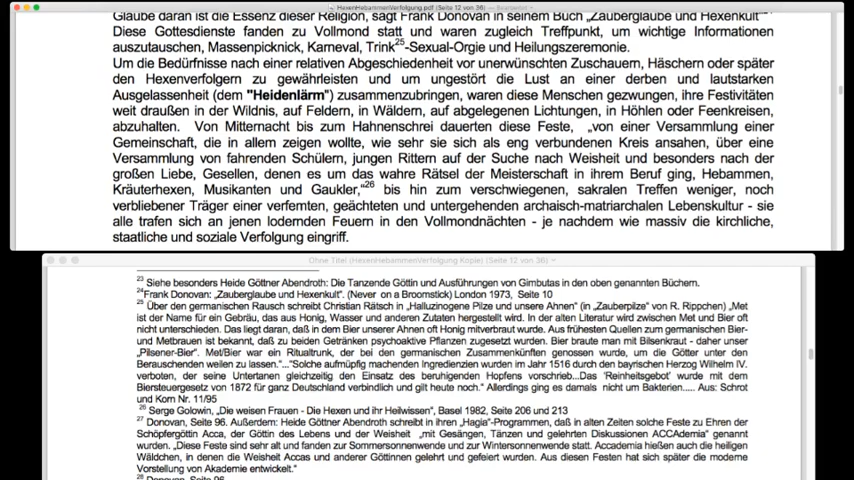 HexenHebammenVerfolgung.pdf (Seite 12 von 36) — Bearbeitet
Glaube daran ist die Essenz dieser Religion, sagt Frank Donovan in seinem Buch „Zauberglaube und Hexenkult"
Diese Gottesdienste fanden zu Vollmond statt und waren zugleich Treffpunkt, um wichtige Informationen
auszutauschen, Massenpicknick, Karneval, Trink25-Sexual-Orgie und Heilungszeremonie.
Um die Bedürfnisse nach einer relativen Abgeschiedenheit vor unerwünschten Zuschauern, Häschern oder später
den Hexenverfolgern zu gewährleisten und um ungestört die Lust an einer derben und lautstarken
Ausgelassenheit (dem "Heidenlärm") zusammenzubringen, waren diese Menschen gezwungen, ihre Festivitäten
weit draußen in der Wildnis, auf Feldern, in Wäldern, auf abgelegenen Lichtungen, in Höhlen oder Feenkreisen,
abzuhalten. Von Mitternacht bis zum Hahnenschrei dauerten diese Feste, „von einer Versammlung einer
Gemeinschaft, die in allem zeigen wollte, wie sehr sie sich als eng verbundenen Kreis ansahen, über eine
Versammlung von fahrenden Schülern, jungen Rittern auf der Suche nach Weisheit und besonders nach der
großen Liebe, Gesellen, denen es um das wahre Rätsel der Meisterschaft in ihrem Beruf ging, Hebammen,
Kräuterhexen, Musikanten und Gaukler,"26 bis hin zum verschwiegenen, sakralen Treffen weniger, noch
verbliebener Träger einer verfemten, geächteten und untergehenden archaisch-matriarchalen Lebenskultur - sie
alle trafen sich an jenen lodernden Feuern in den Vollmondnächten - je nachdem wie massiv die kirchliche,
staatliche und soziale Verfolgung eingriff.
Ohne Titel (HexenHebammenVerfolgung Kopie) (Seite 12 von 36)
23 Siehe besonders Heide Göttner Abendroth: Die Tanzende Göttin und Ausführungen von Gimbutas in den oben genannten Büchern.
24Frank Donovan: „Zauberglaube und Hexenkult". (Never on a Broomstick) London 1973, Seite 10
25 Über den germanischen Rausch schreibt Christian Rätsch in „Halluzinogene Pilze und unsere Ahnen" (in „Zauberpilze" von R. Rippchen) „Met
ist der Name für ein Gebräu, das aus Honig, Wasser und anderen Zutaten hergestellt wird. In der alten Literatur wird zwischen Met und Bier oft
nicht unterschieden. Das liegt daran, daß in dem Bier unserer Ahnen oft Honig mitverbraut wurde. Aus frühesten Quellen zum germanischen Bier-
und Metbrauen ist bekannt, daß zu beiden Getränken psychoaktive Pflanzen zugesetzt wurden. Bier braute man mit Bilsenkraut - daher unser
„Pilsener-Bier". Met/Bier war ein Ritualtrunk, der bei den germanischen Zusammenkünften genossen wurde, um die Götter unter den
Berauschenden weilen zu lassen."..."Solche aufmüpfig machenden Ingredienzien wurden im Jahr 1516 durch den bayrischen Herzog Wilhelm IV.
verboten, der seine Untertanen gleichzeitig den Einsatz des beruhigenden Hopfens vorschrieb...Das 'Reinheitsgebot' wurde mit dem
Biersteuergesetz von 1872 für ganz Deutschland verbindlich und gilt heute noch." Allerdings ging es damals nicht um Bakterien..... Aus: Schrot
und Korn Nr. 11/95
26 Serge Golowin, „Die weisen Frauen - Die Hexen und ihr Heilwissen", Basel 1982, Seite 206 und 213
27 Donovan, Seite 96. Außerdem: Heide Göttner Abendroth schreibt in ihren „Hagia"-Programmen, daß in alten Zeiten solche Feste zu Ehren der
Schöpfergöttin Acca, der Göttin des Lebens und der Weisheit „mit Gesängen, Tänzen und gelehrten Diskussionen ACCAdemia" genannt
wurden. „Diese Feste sind sehr alt und fanden zur Sommersonnenwende und zur Wintersonnenwende statt. Accademia hießen auch die heiligen
Wäldchen, in denen die Weisheit Accas und anderer Göttinnen gelehrt und gefeiert wurden. Aus diesen Festen hat sich später die moderne
Vorstellung von Akademie entwickelt."
28 Donovan, Seite 96